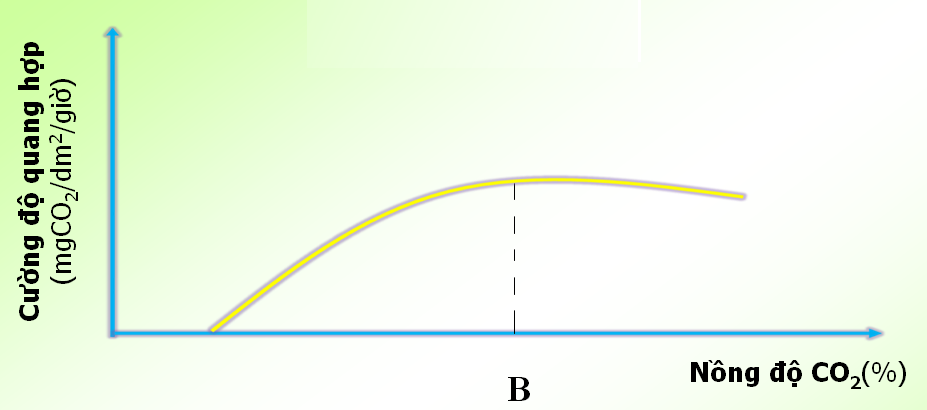 Cường độ quang hợp
(mgCO₂/dm²/giờ)
B
Nồng độ CO₂(%)